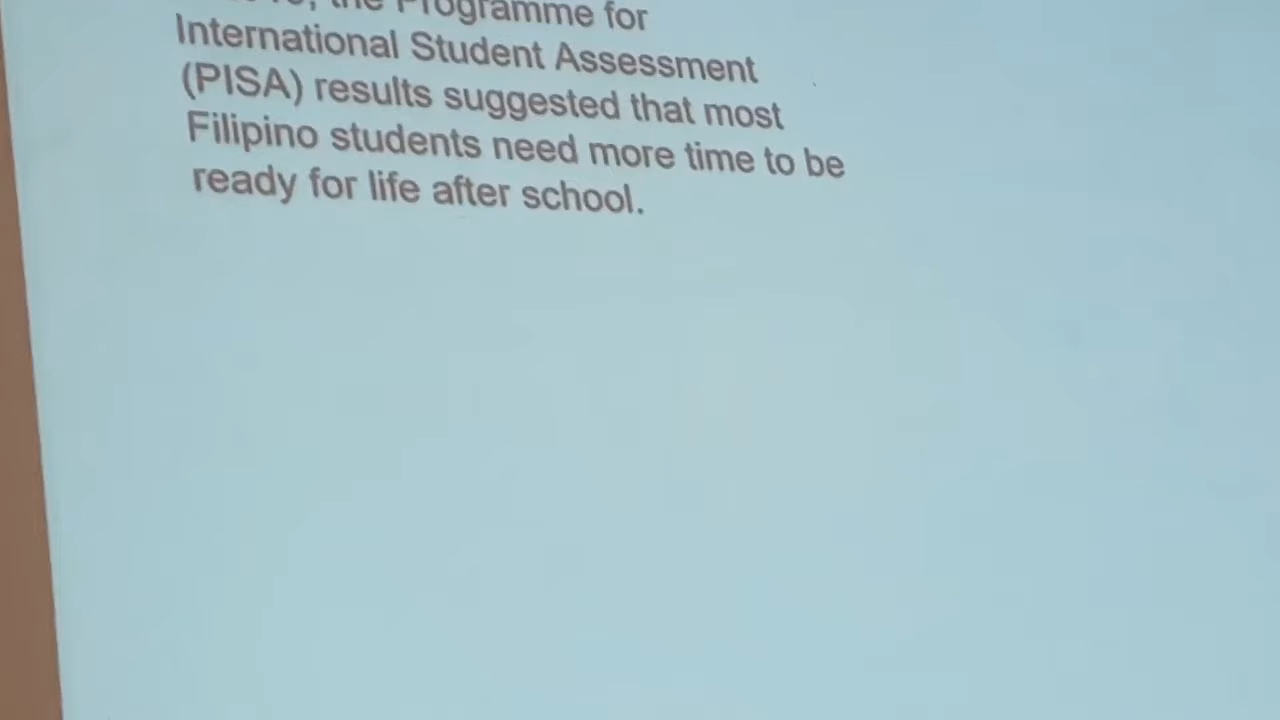 the Programme for
International Student Assessment
(PISA) results suggested that most
Filipino students need more time to be
ready for life after school.